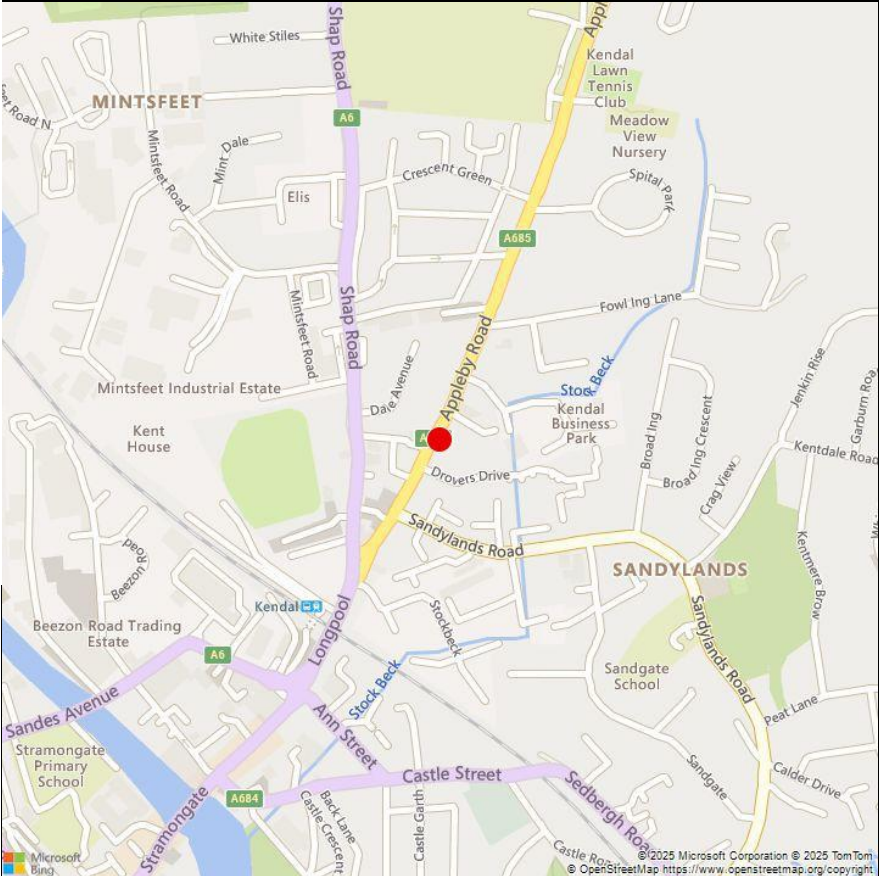 White Stiles
Shap Road
Appl
Kendal
Lawn
Tennis
Club
MINTSFEET
eet Road N
A6
Meadow
View
Nursery
Mintsfeet Road
Mint Dale
Crescent Green
Spital Park
Elis
A685
Shap Road
Mintsfeet Road
Fowl Ing Lane
Appleby Road
Dale Avenue
Stock Beck
Mintsfeet Industrial Estate
Kendal
Business
Park
Jenkin Rise
Garburn Roa
Kent
House
Broad Ing
Broad Ing Crescent
Kentdale Road
Crag View
Drovers Drive
Sandylands Road
Beezon Road
SANDYLANDS
Kentmere Brow
Kendal
Longpool
Stockbeck
Beezon Road Trading
Estate
A6
Sandylands Road
Sandgate
School
Stock Beck
Sandes Avenue
Ann Street
Peat Lane
Stramongate
Primary
School
Castle Street
Sandgate
Calder Drive
A684
Sedbergh Road
Stramongate
Back Lane
Castle Crescent
Castle Garth
Castle Road
Microsoft
Bing
© 2025 Microsoft Corporation © 2025 TomTom
© OpenStreetMap https://www.openstreetmap.org/copyright